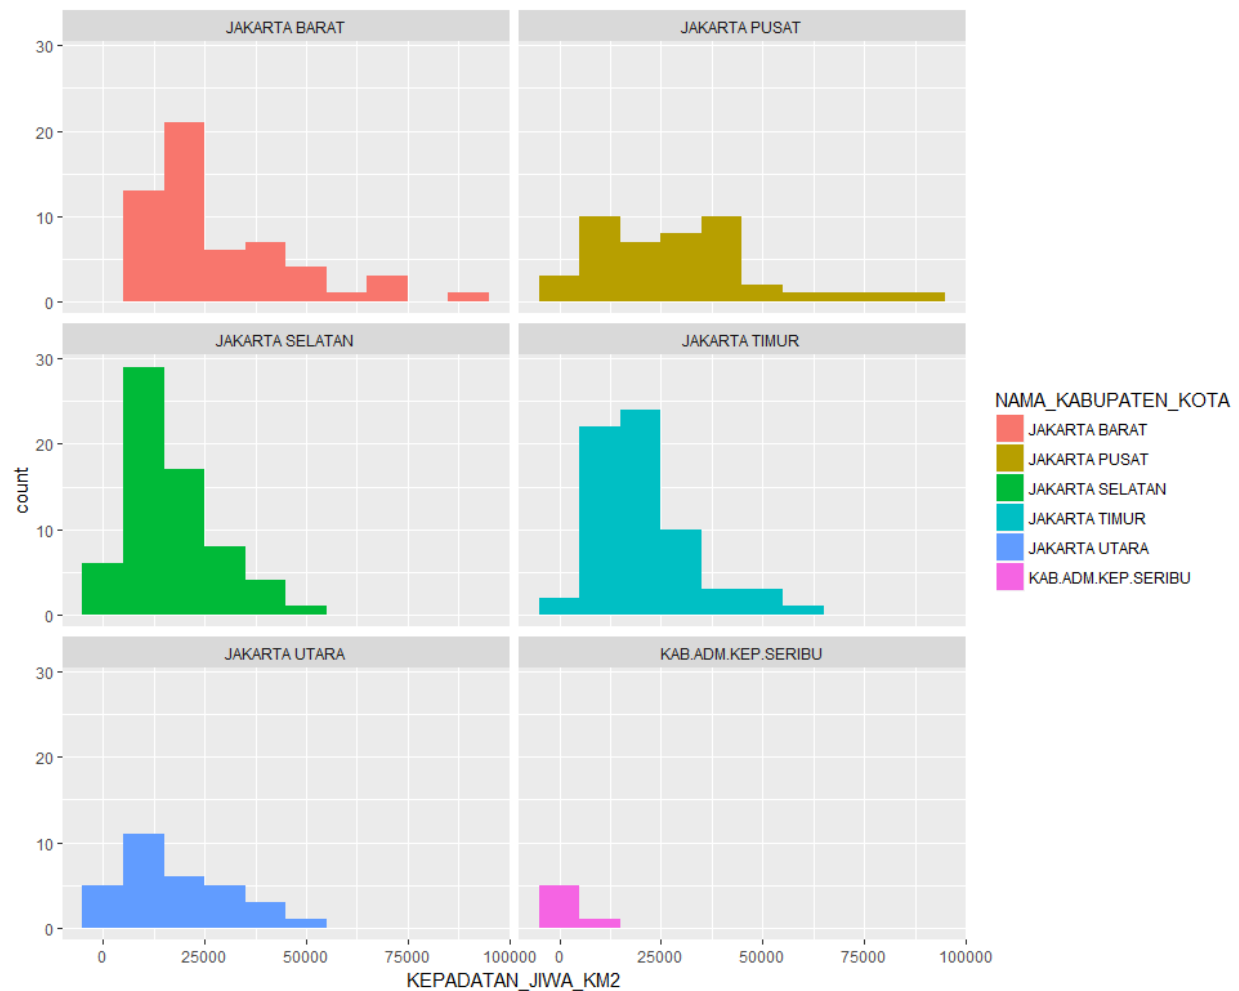 JAKARTA BARAT
JAKARTA PUSAT
30
20
10
0
JAKARTA SELATAN
JAKARTA TIMUR
30
20
10
0
count
JAKARTA UTARA
KAB.ADM.KEP.SERIBU
30
20
10
0
0 25000 50000 75000 100000
0 25000 50000 75000 100000
KEPADATAN_JIWA_KM2
NAMA_KABUPATEN_KOTA
JAKARTA BARAT
JAKARTA PUSAT
JAKARTA SELATAN
JAKARTA TIMUR
JAKARTA UTARA
KAB.ADM.KEP.SERIBU